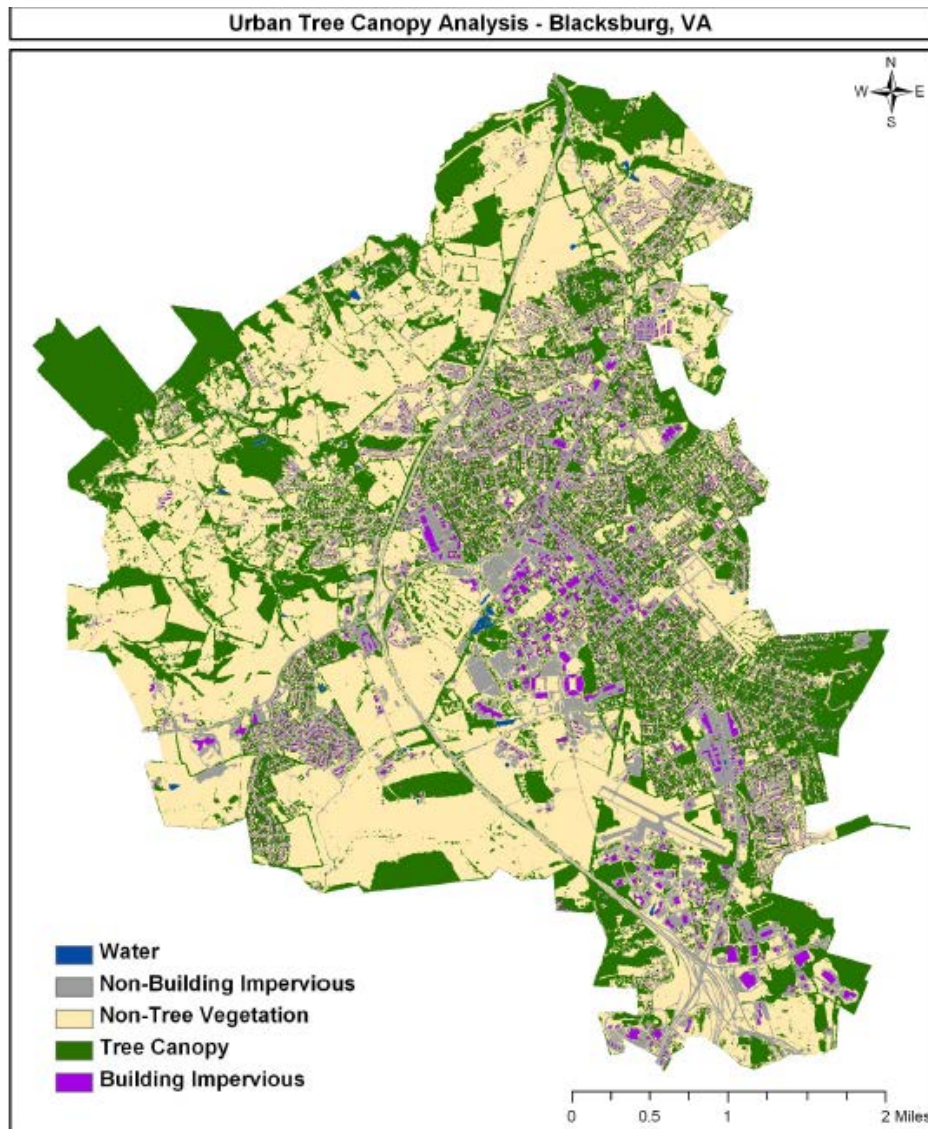 Urban Tree Canopy Analysis - Blacksburg, VA
N
W E
S
Water
Non-Building Impervious
Non-Tree Vegetation
Tree Canopy
Building Impervious
0 0.5 1 2 Miles